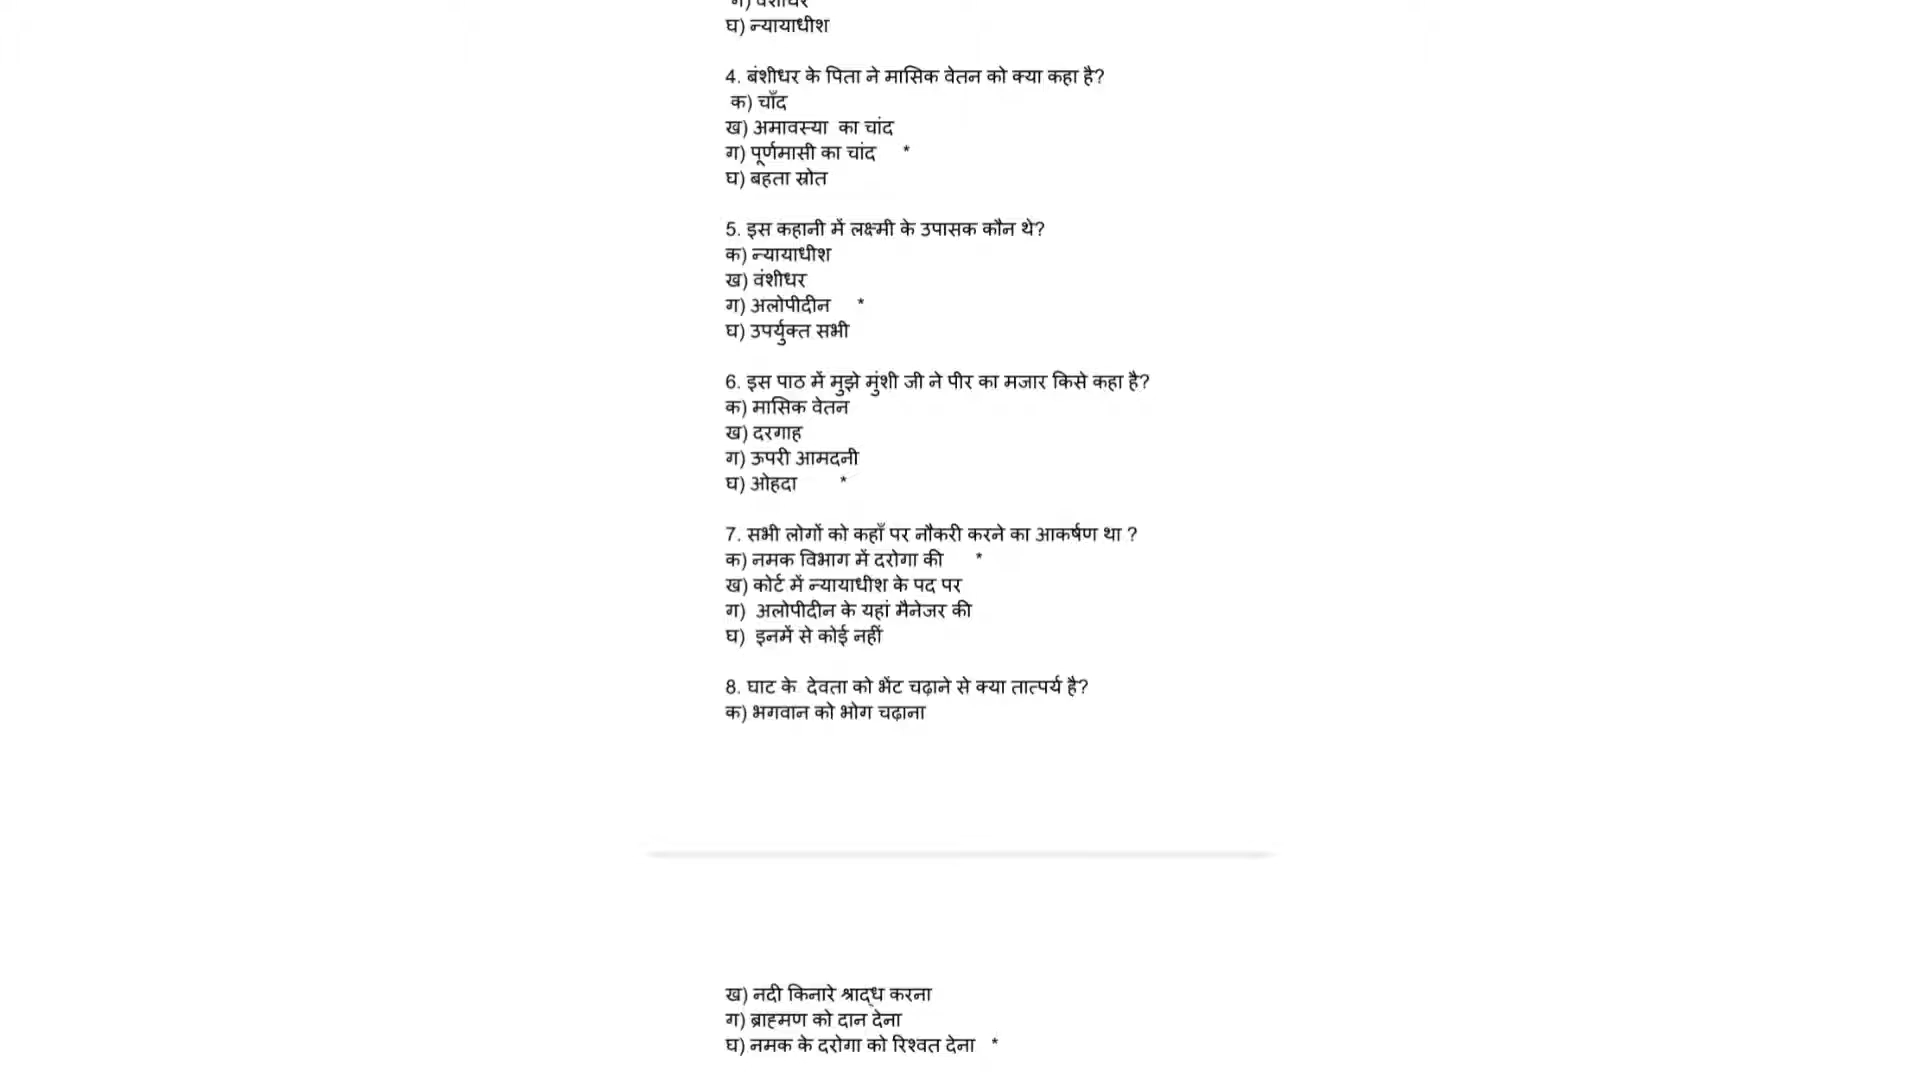 घ) न्यायाधीश
4. बंशीधर के पिता ने मासिक वेतन को क्या कहा है?
क) चाँद
ख) अमावस्या का चांद
ग) पूर्णमासी का चांद *
घ) बहता स्रोत
5. इस कहानी में लक्ष्मी के उपासक कौन थे?
क) न्यायाधीश
ख) वंशीधर
ग) अलोपीदीन *
घ) उपर्युक्त सभी
6. इस पाठ में मुझे मुंशी जी ने पीर का मजार किसे कहा है?
क) मासिक वेतन
ख) दरगाह
ग) ऊपरी आमदनी
घ) ओहदा *
7. सभी लोगों को कहाँ पर नौकरी करने का आकर्षण था ?
क) नमक विभाग में दरोगा की *
ख) कोर्ट में न्यायाधीश के पद पर
ग) अलोपीदीन के यहां मैनेजर की
घ) इनमें से कोई नहीं
8. घाट के देवता को भेंट चढ़ाने से क्या तात्पर्य है?
क) भगवान को भोग चढ़ाना
ख) नदी किनारे श्राद्ध करना
ग) ब्राह्मण को दान देना
घ) नमक के दरोगा को रिश्वत देना *